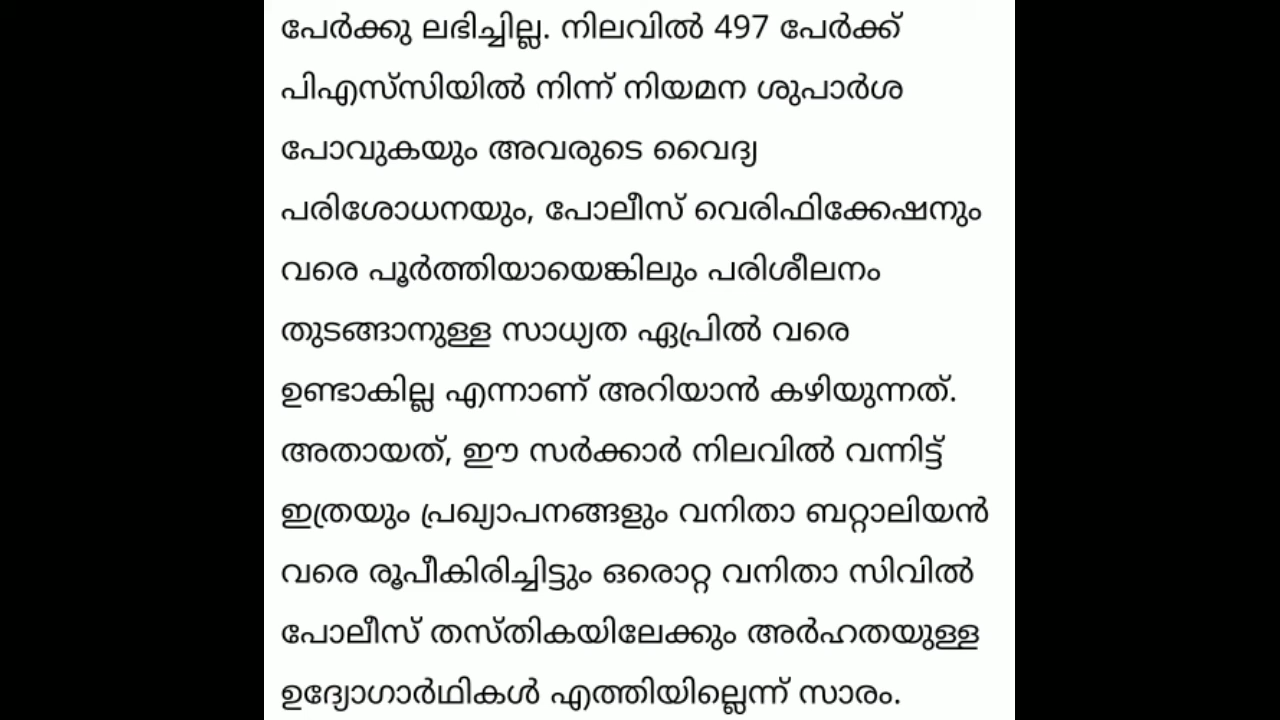 പേർക്കു ലഭിച്ചില്ല. നിലവിൽ 497 പേർക്ക്
പിഎസ്‌സിയിൽ നിന്ന് നിയമന ശുപാർശ
പോവുകയും അവരുടെ വൈദ്യ
പരിശോധനയും, പോലീസ് വെരിഫിക്കേഷനും
വരെ പൂർത്തിയായെങ്കിലും പരിശീലനം
തുടങ്ങാനുള്ള സാധ്യത ഏപ്രിൽ വരെ
ഉണ്ടാകില്ല എന്നാണ് അറിയാൻ കഴിയുന്നത്.
അതായത്, ഈ സർക്കാർ നിലവിൽ വന്നിട്ട്
ഇത്രയും പ്രഖ്യാപനങ്ങളും വനിതാ ബറ്റാലിയൻ
വരെ രൂപീകിരിച്ചിട്ടും ഒരൊറ്റ വനിതാ സിവിൽ
പോലീസ് തസ്തികയിലേക്കും അർഹതയുള്ള
ഉദ്യോഗാർഥികൾ എത്തിയില്ലെന്ന് സാരം.